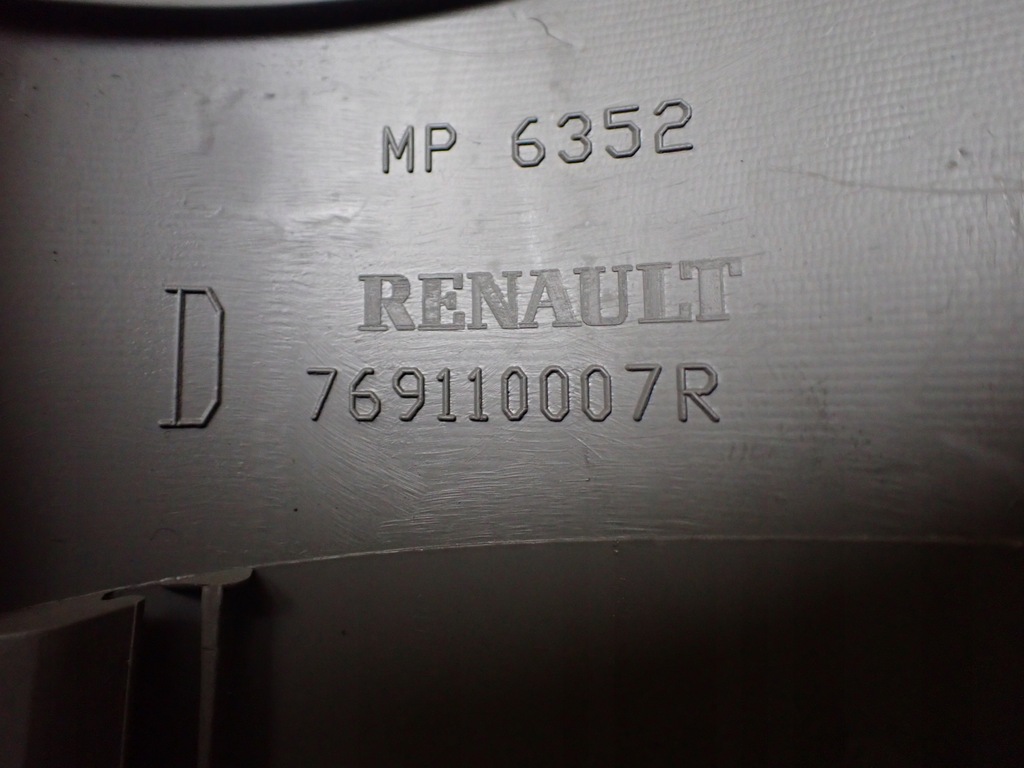 MP 6352
RENAULT
D
769110007R